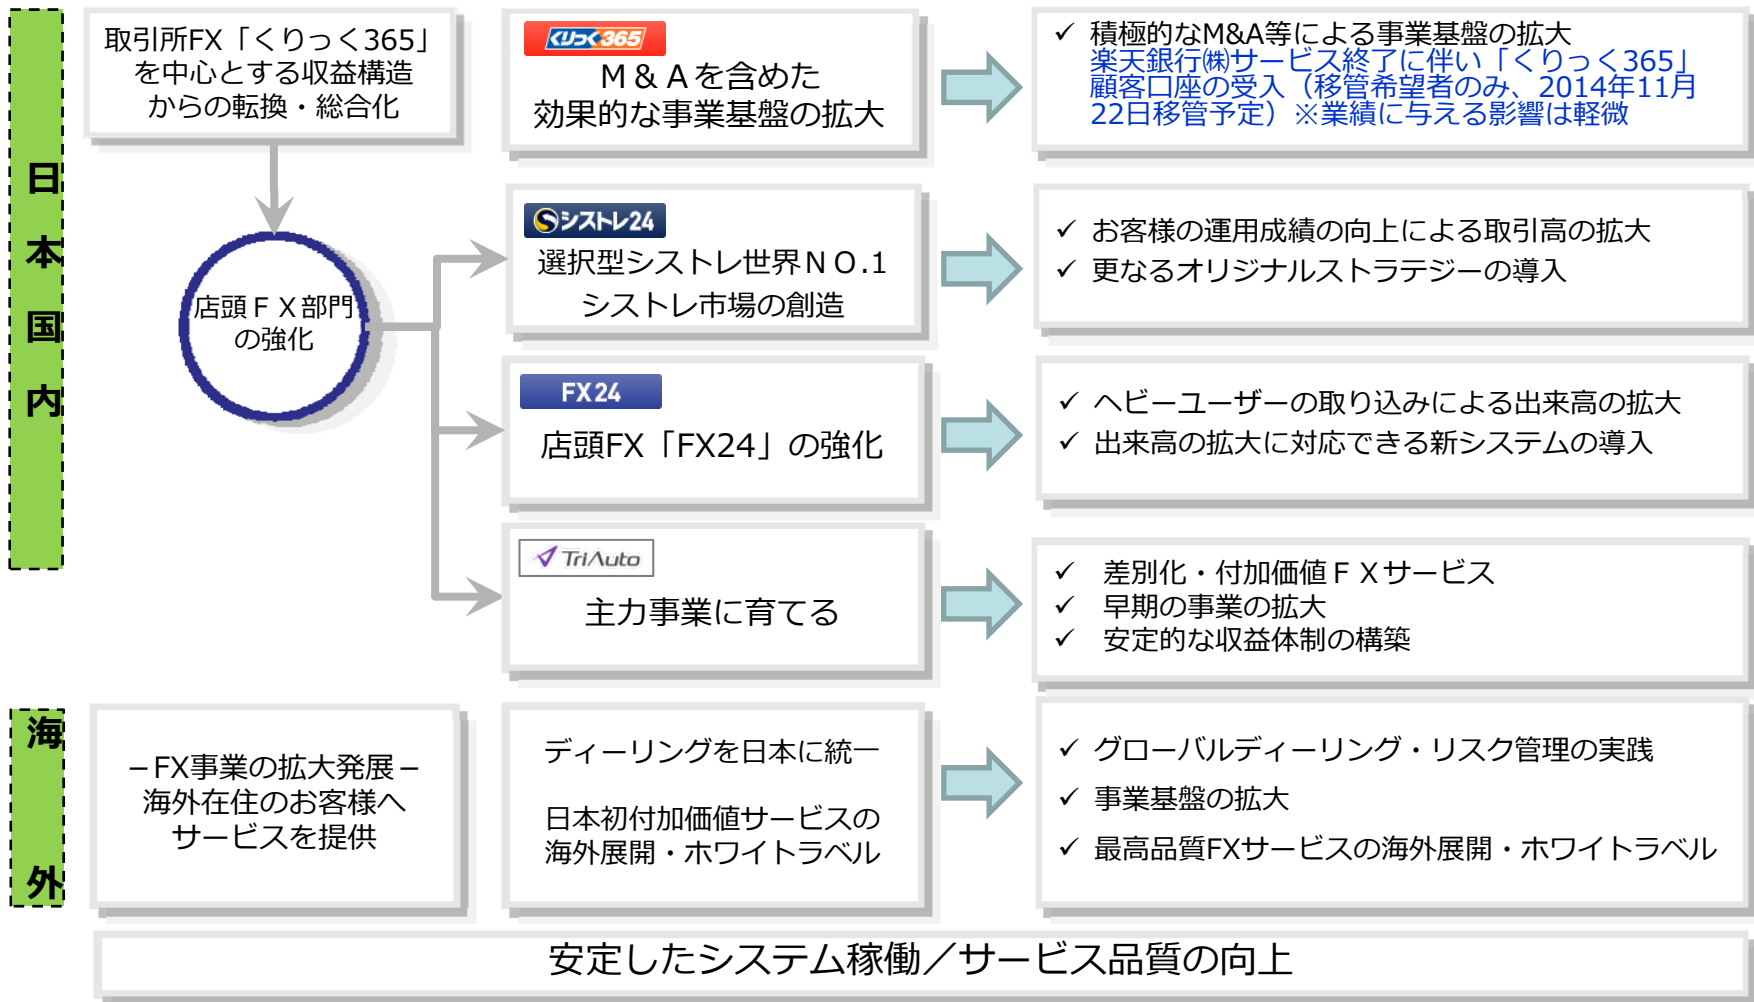 日
本
国
内
取引所FX「くりっく365」
を中心とする収益構造
からの転換・総合化
店頭ＦＸ部門
の強化
くりっく365
Ｍ＆Ａを含めた
効果的な事業基盤の拡大
✓ 積極的なM&A等による事業基盤の拡大
楽天銀行㈱サービス終了に伴い「くりっく365」
顧客口座の受入（移管希望者のみ、2014年11月
22日移管予定）※業績に与える影響は軽微
シストレ24
選択型シストレ世界ＮＯ.1
シストレ市場の創造
✓ お客様の運用成績の向上による取引高の拡大
✓ 更なるオリジナルストラテジーの導入
FX24
店頭FX「FX24」の強化
✓ ヘビーユーザーの取り込みによる出来高の拡大
✓ 出来高の拡大に対応できる新システムの導入
TriAuto
主力事業に育てる
✓ 差別化・付加価値ＦＸサービス
✓ 早期の事業の拡大
✓ 安定的な収益体制の構築
海
外
－FX事業の拡大発展－
海外在住のお客様へ
サービスを提供
ディーリングを日本に統一
日本初付加価値サービスの
海外展開・ホワイトラベル
✓ グローバルディーリング・リスク管理の実践
✓ 事業基盤の拡大
✓ 最高品質FXサービスの海外展開・ホワイトラベル
安定したシステム稼働／サービス品質の向上